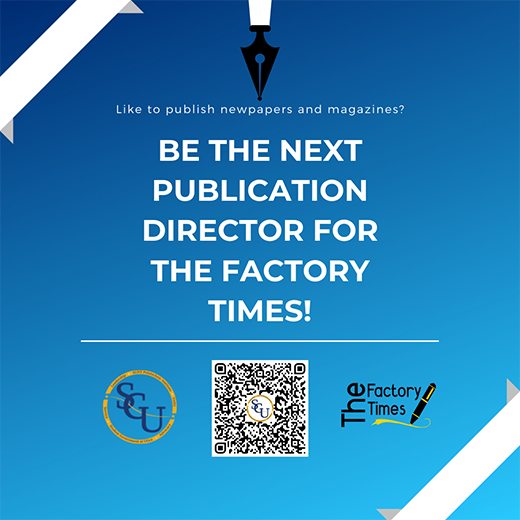 Like to publish newpapers and magazines?
BE THE NEXT
PUBLICATION
DIRECTOR FOR
THE FACTORY
TIMES!
SCU
SCU
The
Factory
Times